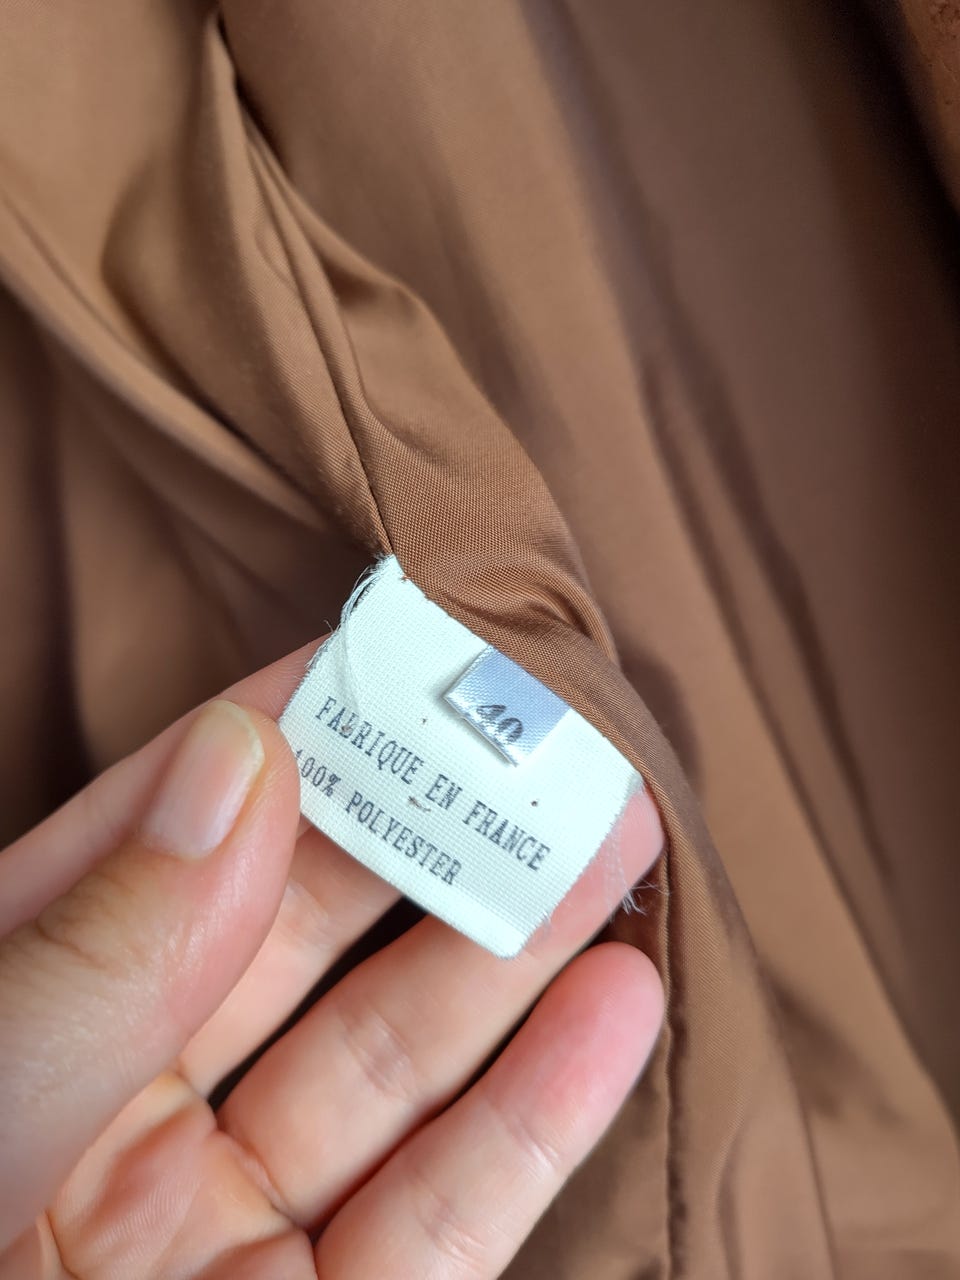 40
FABRIQUE EN FRANCE
100% POLYESTER